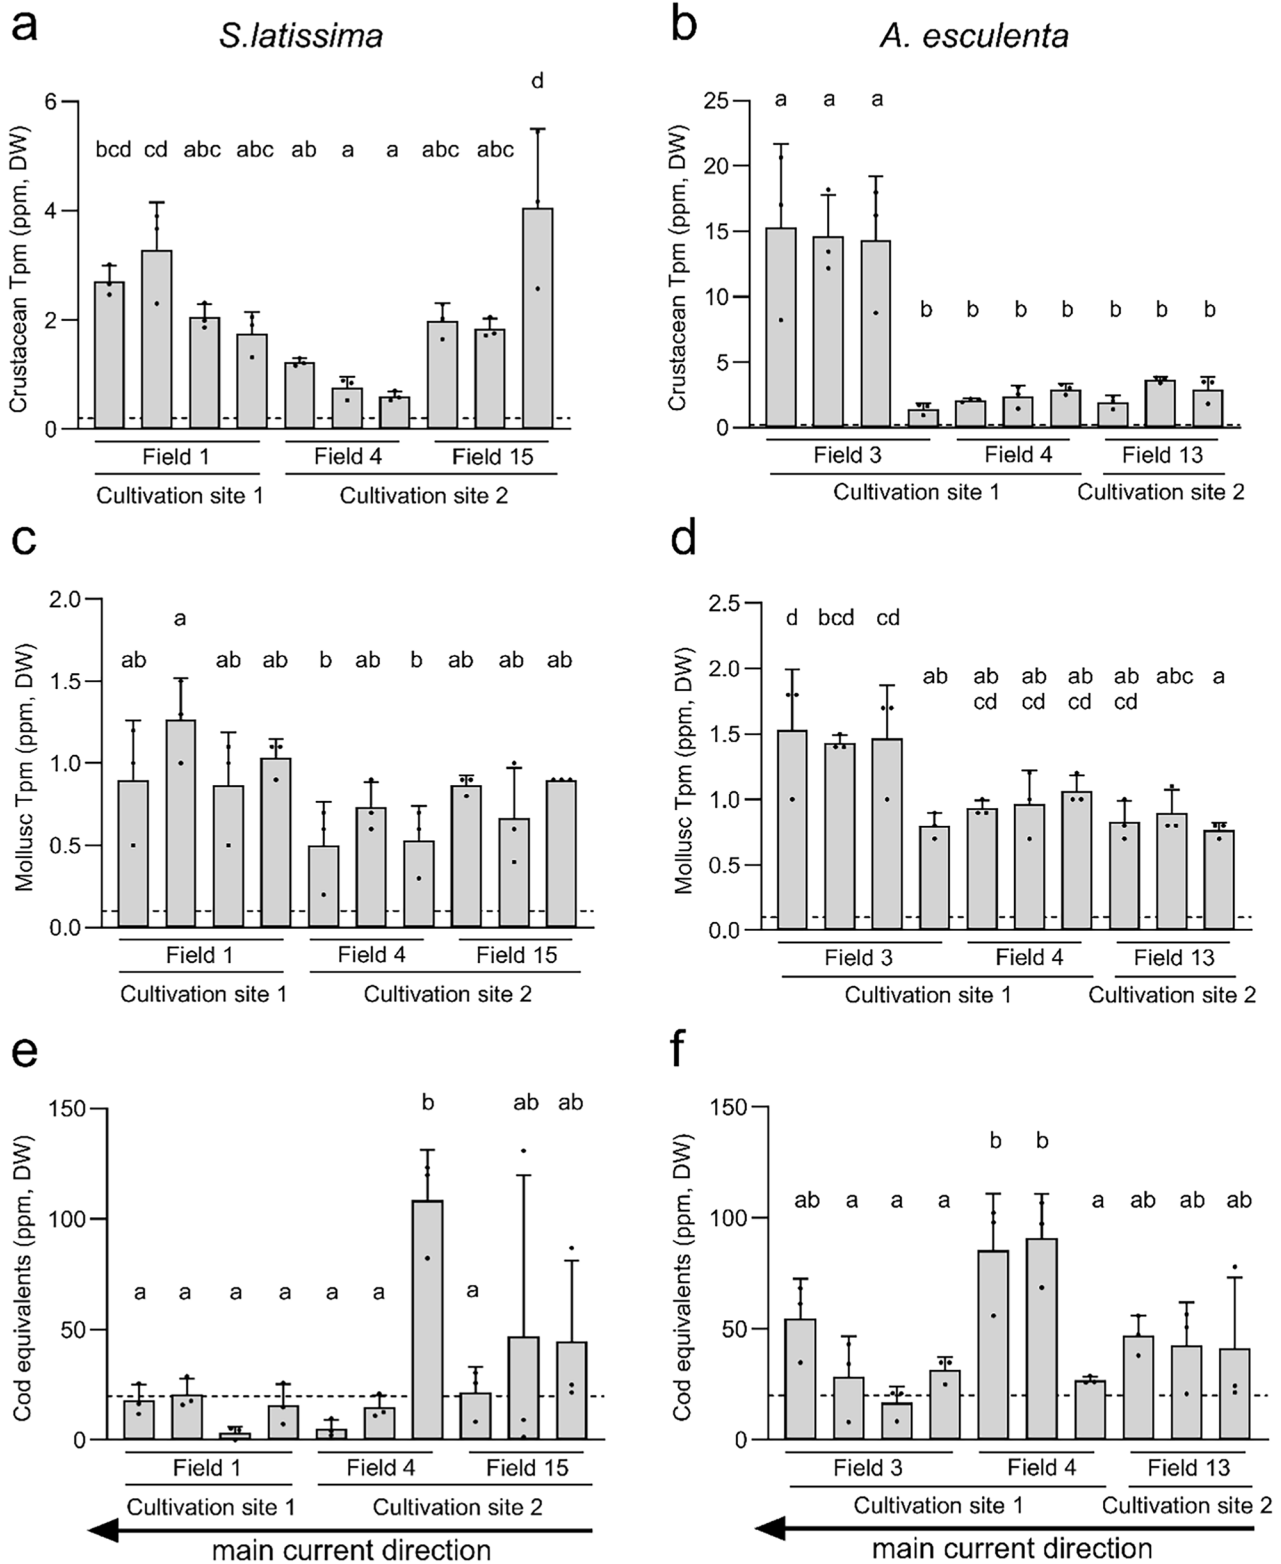 a
S.latissima
Crustacean Tpm (ppm, DW)
6
4
2
0
bcd cd abc abc ab a a abc abc d
Field 1 Field 4 Field 15
Cultivation site 1 Cultivation site 2
b
A. esculenta
Crustacean Tpm (ppm, DW)
25
20
15
10
5
0
a a a b b b b b b b
Field 3 Field 4 Field 13
Cultivation site 1 Cultivation site 2
c
Mollusc Tpm (ppm, DW)
2.0
1.5
1.0
0.5
0.0
ab a ab ab b ab b ab ab ab
Field 1 Field 4 Field 15
Cultivation site 1 Cultivation site 2
d
Mollusc Tpm (ppm, DW)
2.5
2.0
1.5
1.0
0.5
0.0
d bcd cd
ab ab ab ab ab abc a
cd cd cd cd
Field 3 Field 4 Field 13
Cultivation site 1 Cultivation site 2
e
Cod equivalents (ppm, DW)
150
100
50
0
a a a a a a b a ab ab
Field 1 Field 4 Field 15
Cultivation site 1 Cultivation site 2
main current direction
f
Cod equivalents (ppm, DW)
150
100
50
0
ab a a a b b a ab ab ab
Field 3 Field 4 Field 13
Cultivation site 1 Cultivation site 2
main current direction